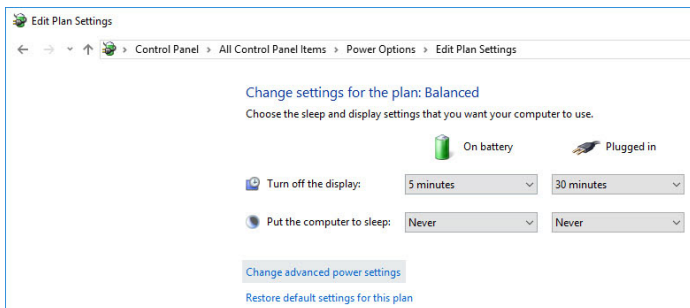 Edit Plan Settings
Control Panel > All Control Panel Items > Power Options > Edit Plan Settings
Change settings for the plan: Balanced
Choose the sleep and display settings that you want your computer to use.
On battery Plugged in
Turn off the display: 5 minutes 30 minutes
Put the computer to sleep: Never Never
Change advanced power settings
Restore default settings for this plan